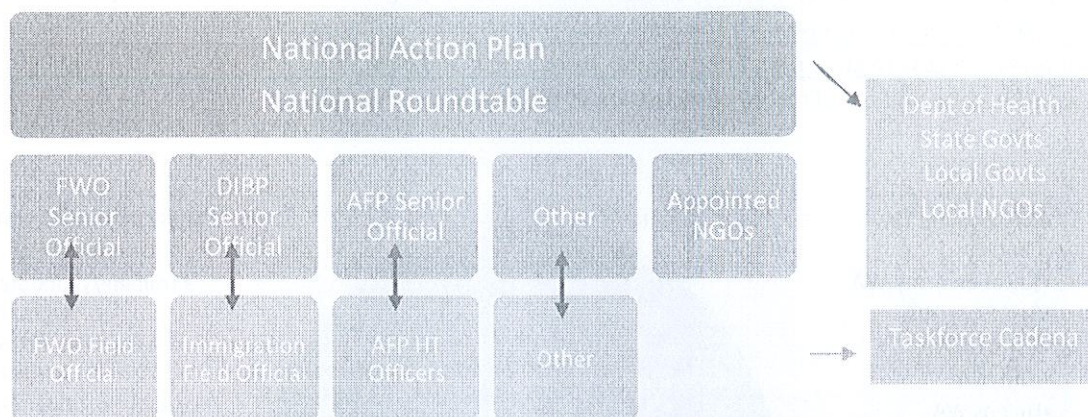 National Action Plan
National Roundtable
Dept of Health
State Govts
Local Govts
Local NGOs
FWO
Senior
Official
DIBP
Senior
Official
AFP Senior
Official
Other
Appointed
NGOs
FWO Field
Official
Immigration
Field Official
AFP HT
Officers
Other
Taskforce Cadena